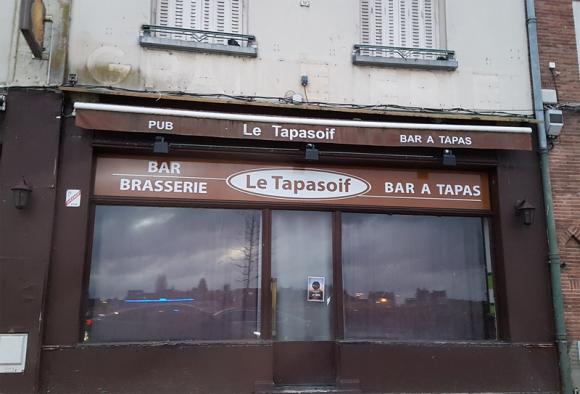 PUB Le Tapasoif BAR A TAPAS
BAR
BRASSERIE
Le Tapasoif
BAR A TAPAS